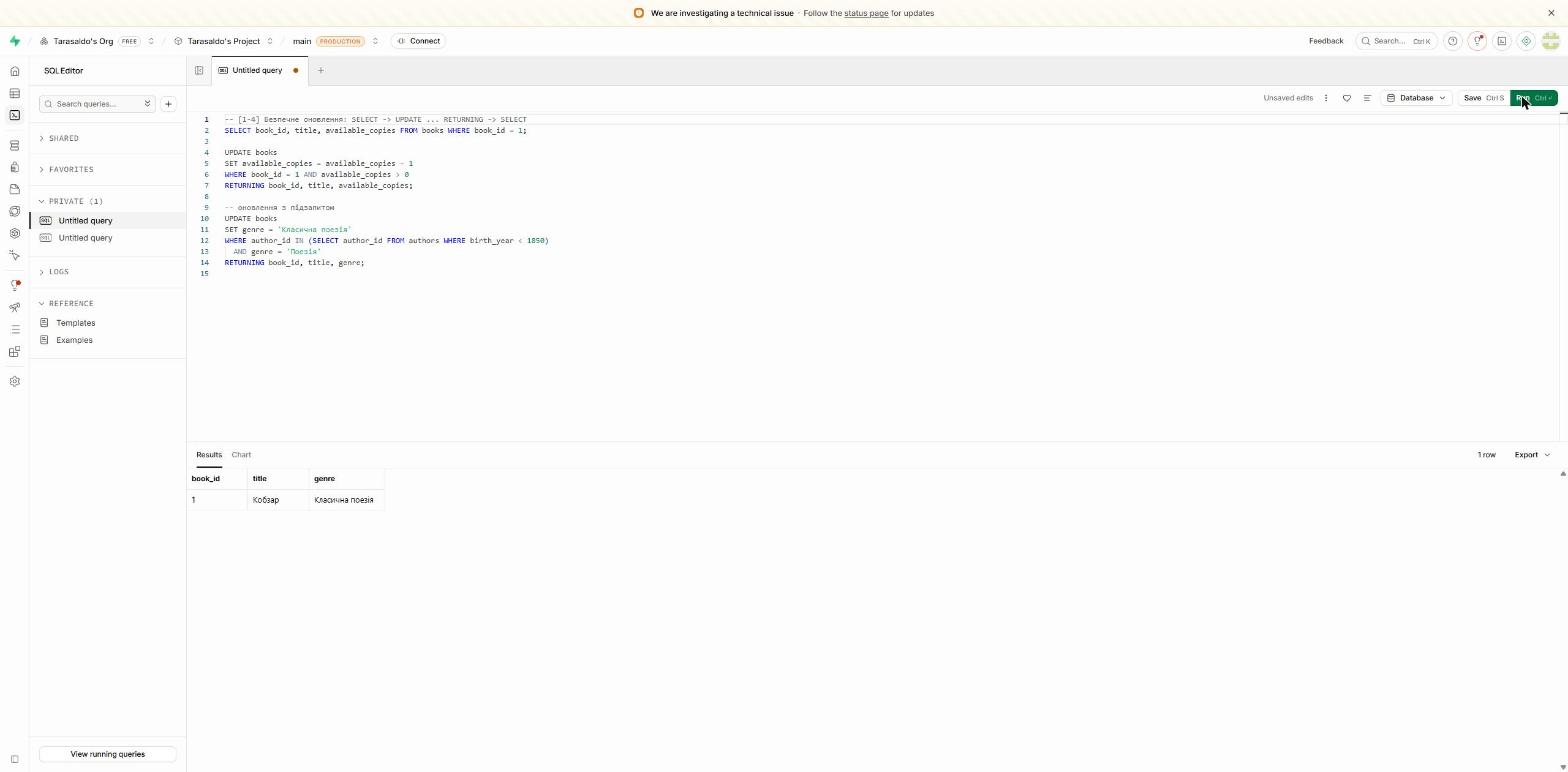 We are investigating a technical issue · Follow the status page for updates
Tarasaldo's Org FREE / Tarasaldo's Project / main PRODUCTION Connect
Feedback Search... Ctrl K
SQLEditor
Untitled query
Search queries...
Unsaved edits Database Save Ctrl S Run Ctrl ↵
SHARED
FAVORITES
PRIVATE (1)
Untitled query
Untitled query
LOGS
REFERENCE
Templates
Examples
View running queries
1 -- [1-4] Безпечне оновлення: SELECT -> UPDATE ... RETURNING -> SELECT
2 SELECT book_id, title, available_copies FROM books WHERE book_id = 1;
3
4 UPDATE books
5 SET available_copies = available_copies - 1
6 WHERE book_id = 1 AND available_copies > 0
7 RETURNING book_id, title, available_copies;
8
9 -- оновлення з підзапитом
10 UPDATE books
11 SET genre = 'Класична поезія'
12 WHERE author_id IN (SELECT author_id FROM authors WHERE birth_year < 1850)
13 AND genre = 'Поезія'
14 RETURNING book_id, title, genre;
15
Results Chart 1 row Export
book_id title genre
1 Кобзар Класична поезія